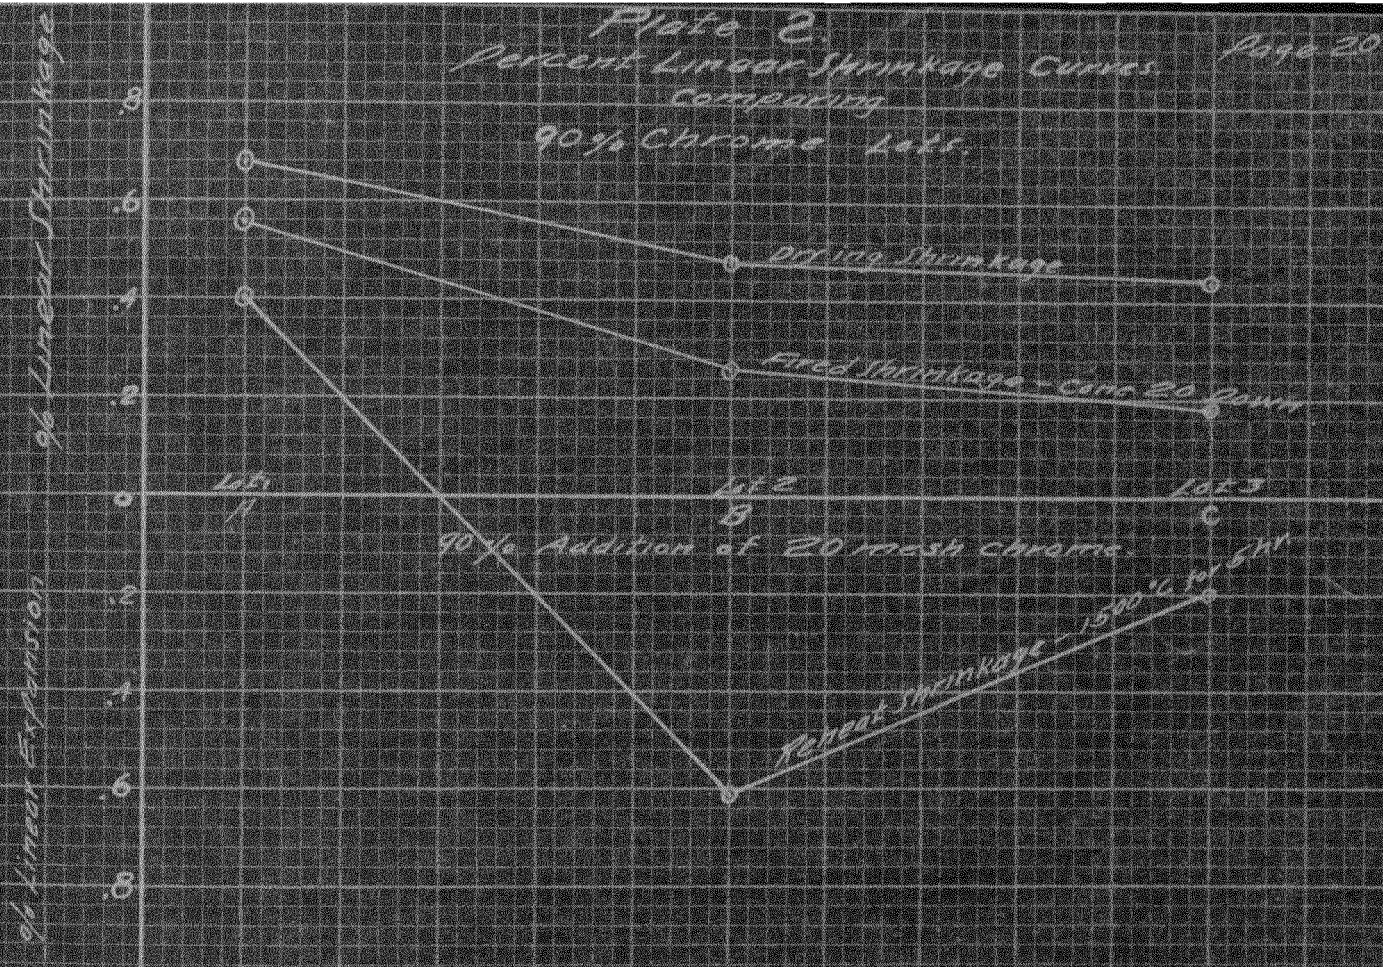 Plate 2.
Page 20
Percent Linear Shrinkage Curves.
Comparing
90% Chrome Lots.
% Linear Shrinkage
.8
.6
.4
.2
0
.2
.4
.6
.8
% Linear Expansion
Drying Shrinkage
Fired Shrinkage - Cone 20 Down
Lot 1
Lot 2
Lot 3
B
C
90% Addition of 20 mesh chrome.
Reheat Shrinkage - 1500°C. for 6 hr.